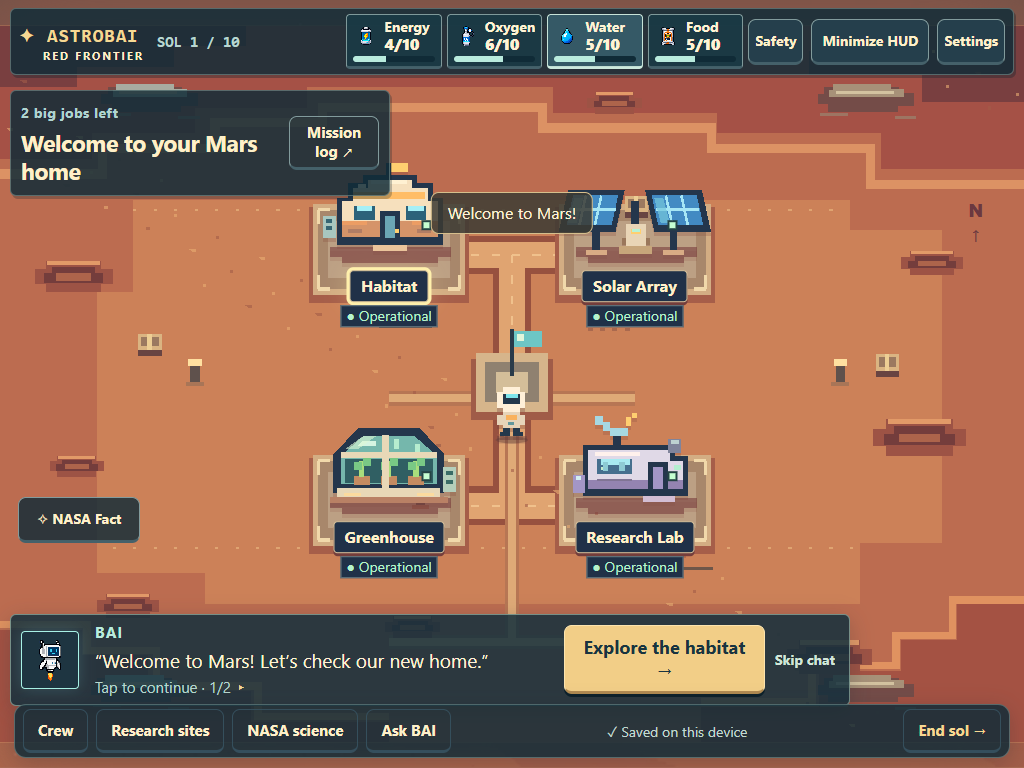 ✦ ASTROBAI
RED FRONTIER
SOL 1 / 10
Energy
4/10
Oxygen
6/10
Water
5/10
Food
5/10
Safety
Minimize HUD
Settings
2 big jobs left
Welcome to your Mars
home
Mission
log ↗
Welcome to Mars!
N
↑
Habitat
● Operational
Solar Array
● Operational
Greenhouse
● Operational
Research Lab
● Operational
✧ NASA Fact
BAI
“Welcome to Mars! Let’s check our new home.”
Tap to continue · 1/2 ▸
Explore the habitat
→
Skip chat
Crew
Research sites
NASA science
Ask BAI
✓ Saved on this device
End sol →